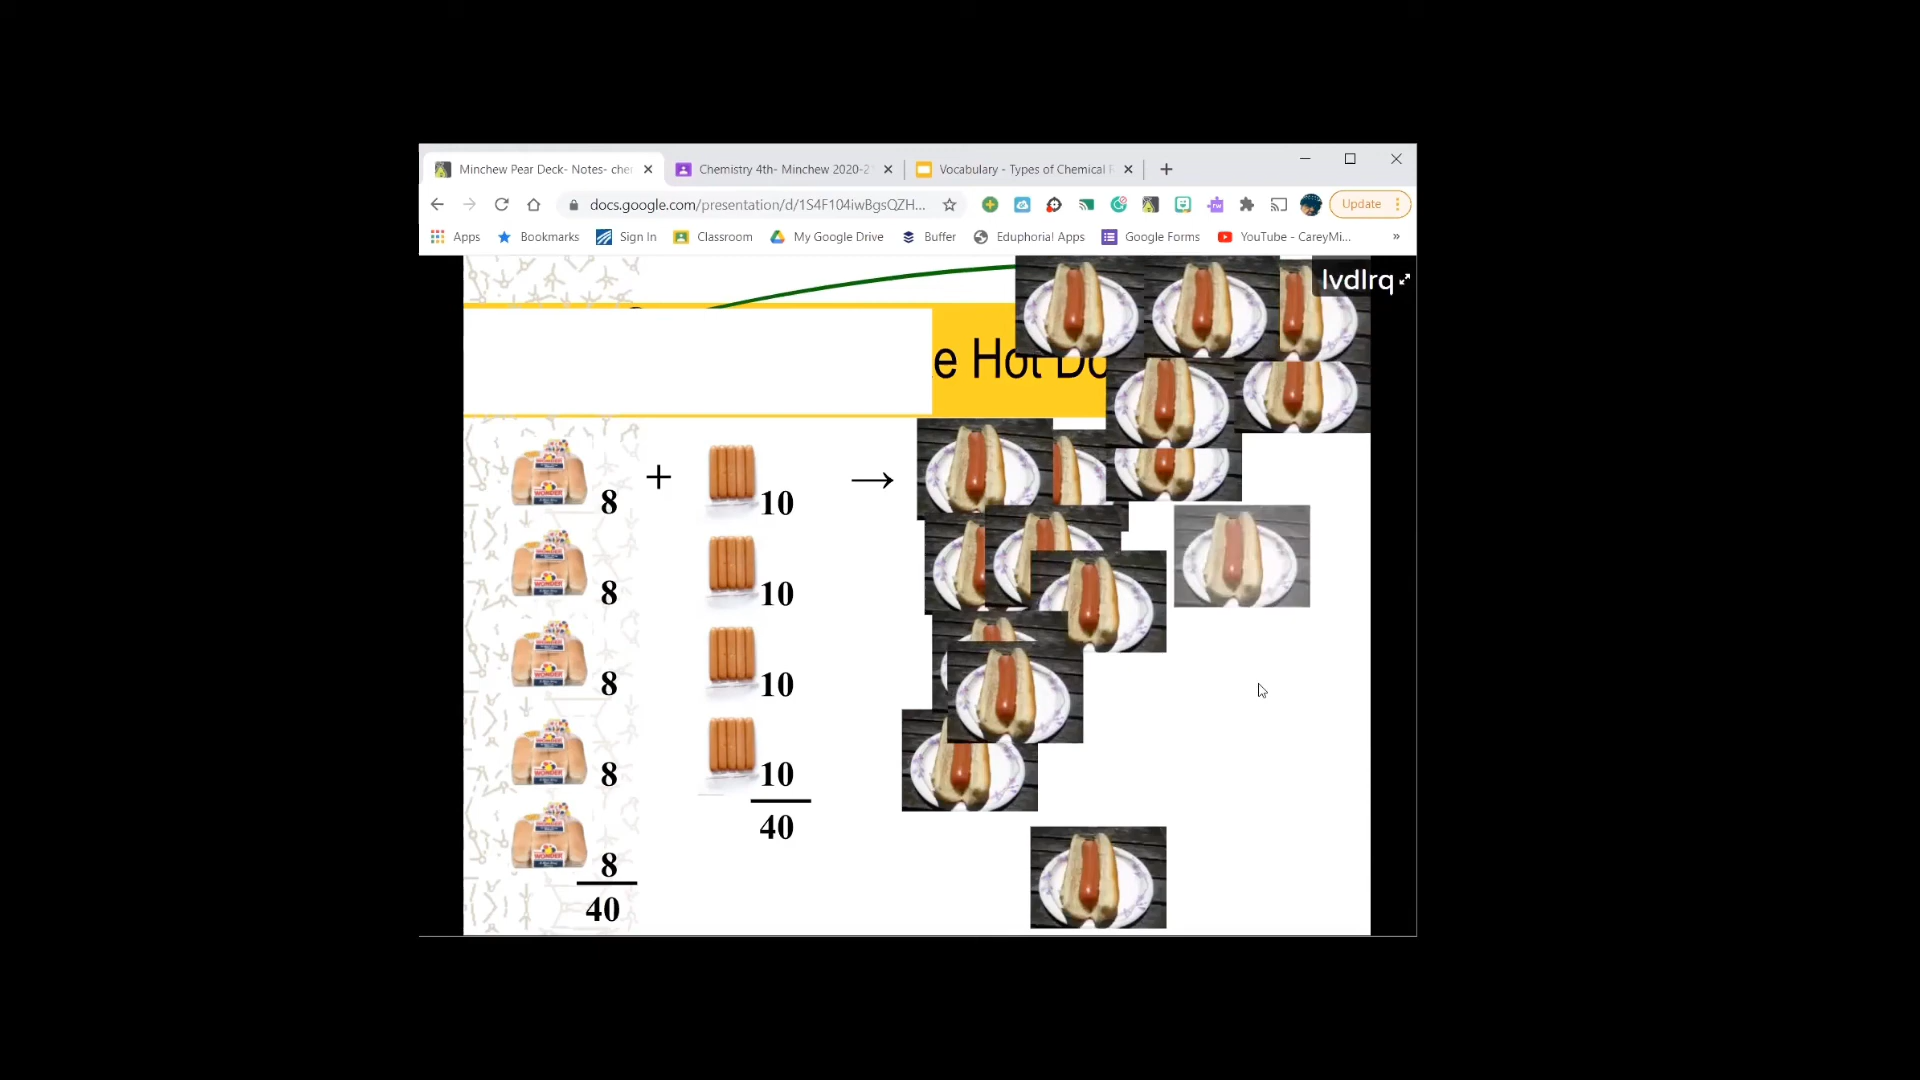 Minchew Pear Deck- Notes- cher
Chemistry 4th- Minchew 2020-2
Vocabulary - Types of Chemical R
docs.google.com/presentation/d/1S4F104iwBgsQZH...
Update
Apps
Bookmarks
Sign In
Classroom
My Google Drive
Buffer
Eduphoria! Apps
Google Forms
YouTube - CareyMi...
»
lvdlrq
e Hot Do
8 + 10 →
8 10
8 10
8 10
40
8
40